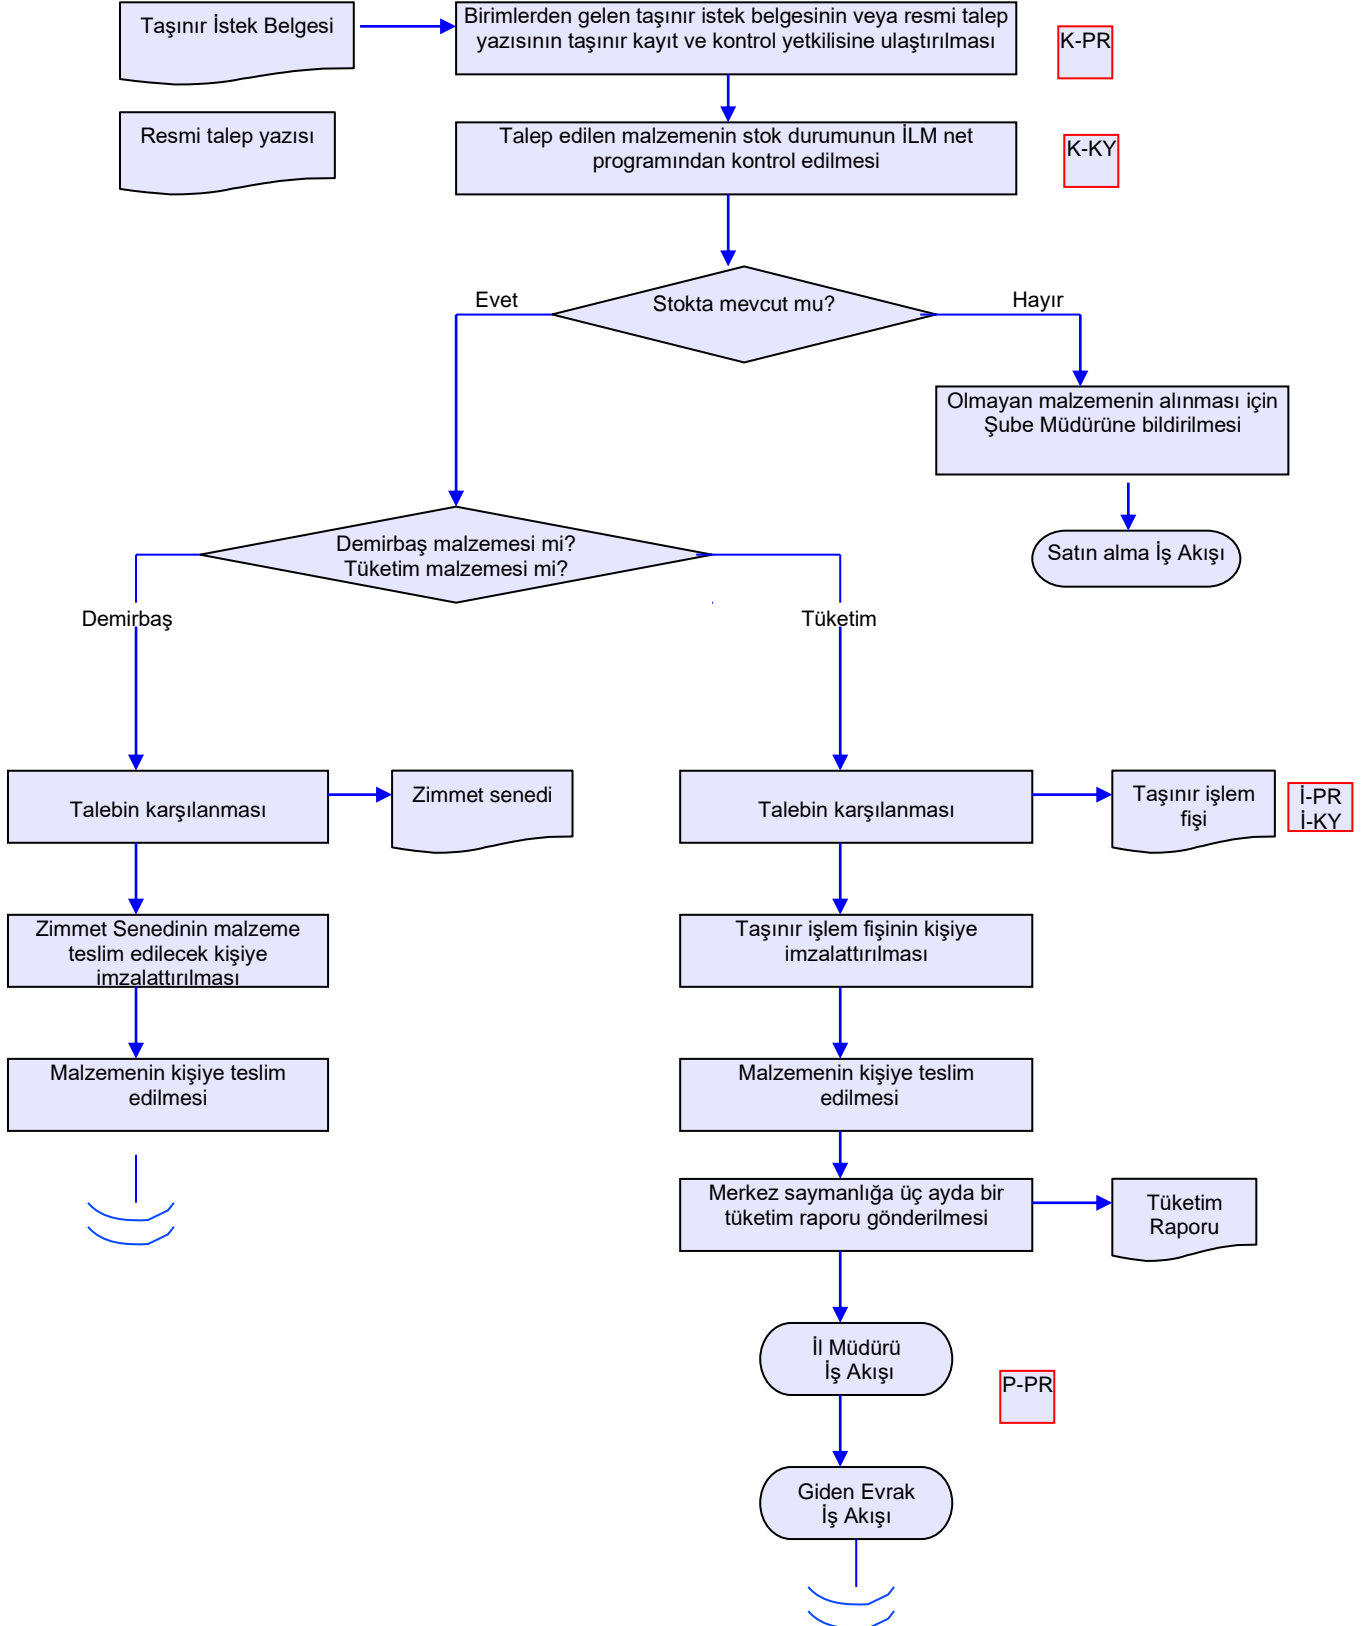 Taşınır İstek Belgesi
Birimlerden gelen taşınır istek belgesinin veya resmi talep
yazısının taşınır kayıt ve kontrol yetkilisine ulaştırılması
K-PR
Resmi talep yazısı
Talep edilen malzemenin stok durumunun İLM net
programından kontrol edilmesi
K-KY
Evet
Stokta mevcut mu?
Hayır
Olmayan malzemenin alınması için
Şube Müdürüne bildirilmesi
Demirbaş malzemesi mi?
Tüketim malzemesi mi?
Satın alma İş Akışı
Demirbaş
Tüketim
Talebin karşılanması
Zimmet senedi
Talebin karşılanması
Taşınır işlem
fişi
İ-PR
İ-KY
Zimmet Senedinin malzeme
teslim edilecek kişiye
imzalattırılması
Taşınır işlem fişinin kişiye
imzalattırılması
Malzemenin kişiye teslim
edilmesi
Malzemenin kişiye teslim
edilmesi
Merkez saymanlığa üç ayda bir
tüketim raporu gönderilmesi
Tüketim
Raporu
İl Müdürü
İş Akışı
P-PR
Giden Evrak
İş Akışı